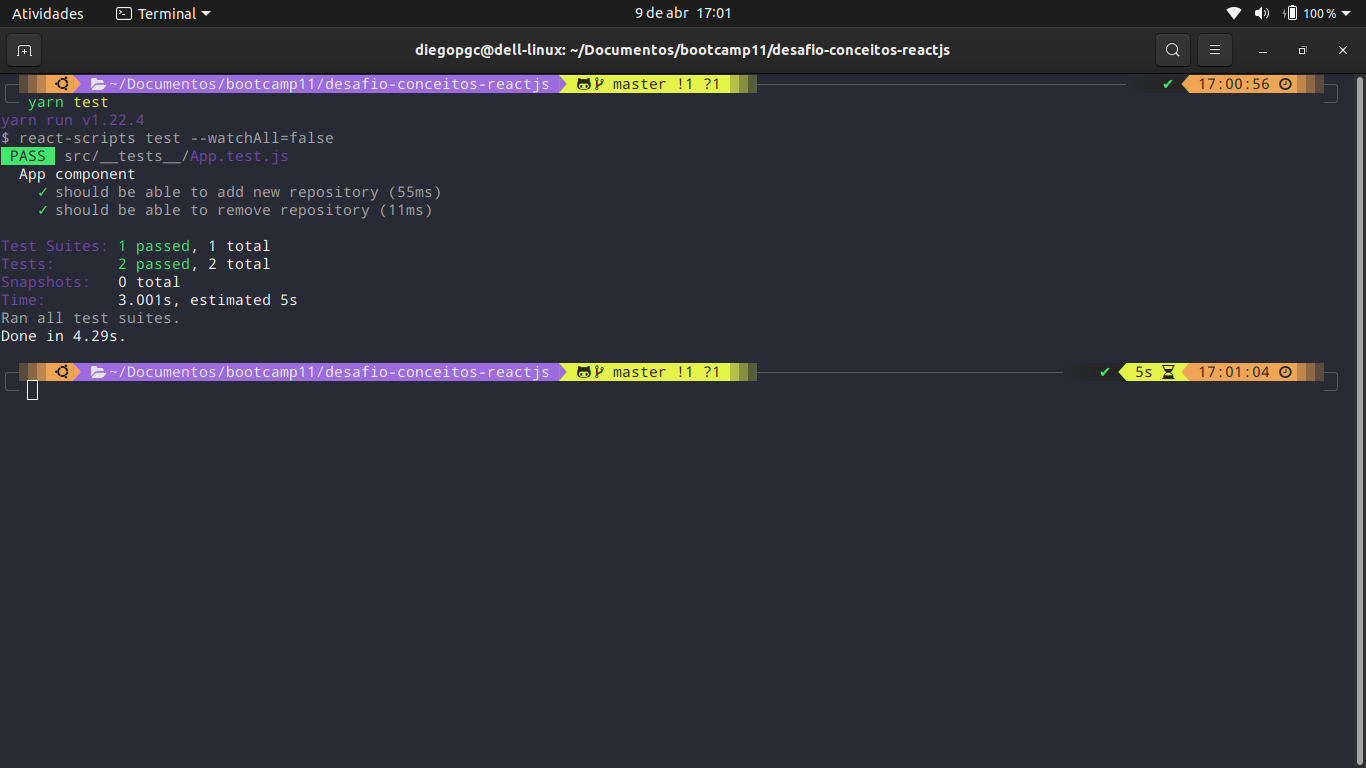 Atividades Terminal 9 de abr 17:01 100 %
diegopgc@dell-linux: ~/Documentos/bootcamp11/desafio-conceitos-reactjs
~/Documentos/bootcamp11/desafio-conceitos-reactjs master !1 ?1 ✔ 17:00:56
yarn test
yarn run v1.22.4
$ react-scripts test --watchAll=false
PASS src/__tests__/App.test.js
App component
✓ should be able to add new repository (55ms)
✓ should be able to remove repository (11ms)
Test Suites: 1 passed, 1 total
Tests: 2 passed, 2 total
Snapshots: 0 total
Time: 3.001s, estimated 5s
Ran all test suites.
Done in 4.29s.
~/Documentos/bootcamp11/desafio-conceitos-reactjs master !1 ?1 ✔ 5s 17:01:04